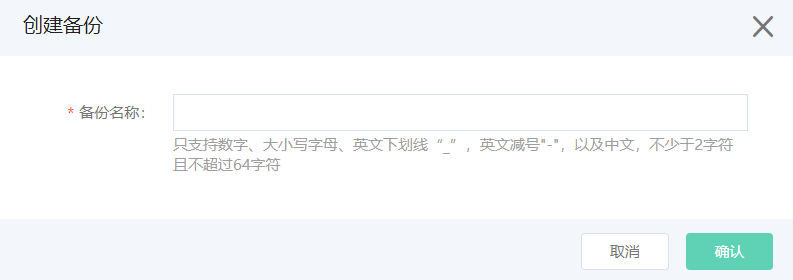 创建备份
* 备份名称:
只支持数字、大小写字母、英文下划线“_”，英文减号"-"，以及中文，不少于2字符
且不超过64字符
取消 确认